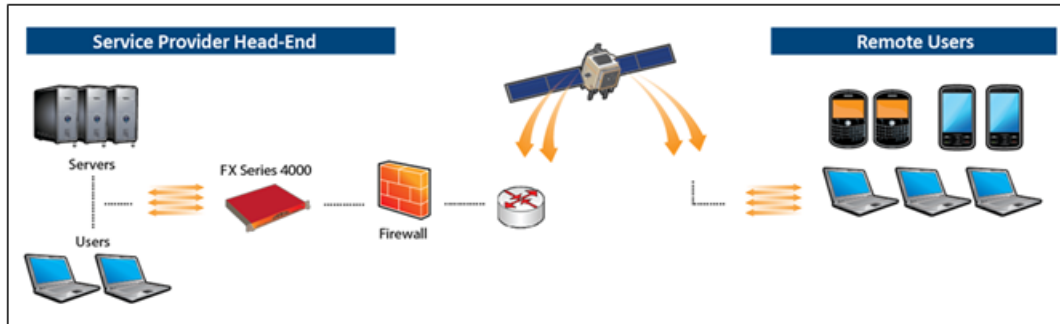 Service Provider Head-End
Remote Users
Servers
FX Series 4000
Firewall
Users